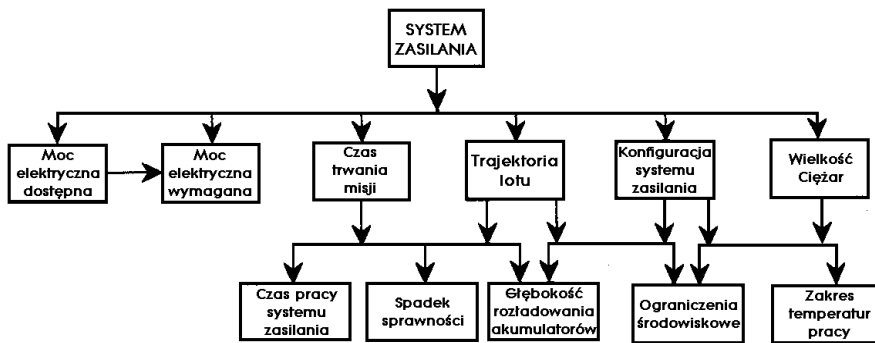 SYSTEM
ZASILANIA
Moc
elektryczna
dostępna
Moc
elektryczna
wymagana
Czas
trwania
misji
Trajektoria
lotu
Konfiguracja
systemu
zasilania
Wielkość
Ciężar
Czas pracy
systemu
zasilania
Spadek
sprawności
Głębokość
rozładowania
akumulatorów
Ograniczenia
środowiskowe
Zakres
temperatur
pracy